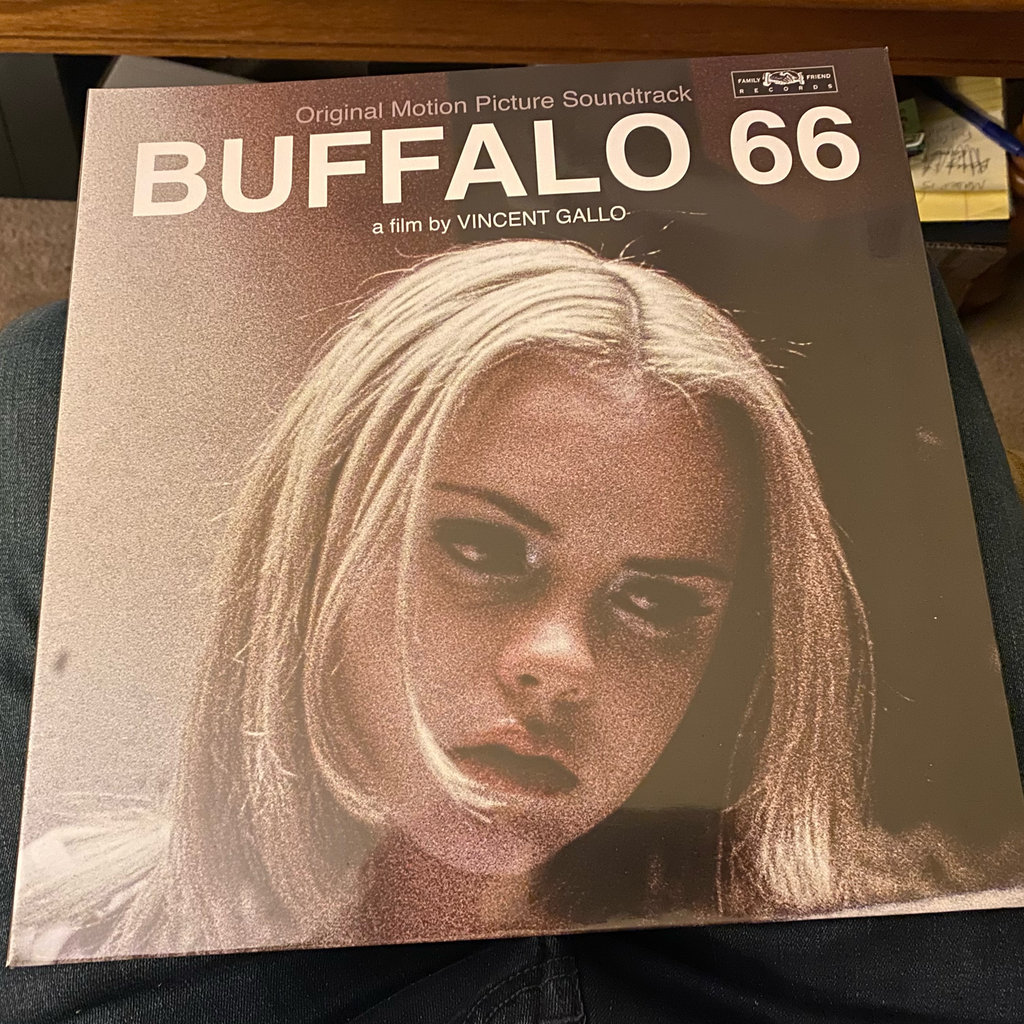 FAMILY FRIEND
RECORDS
Original Motion Picture Soundtrack
BUFFALO 66
a film by VINCENT GALLO